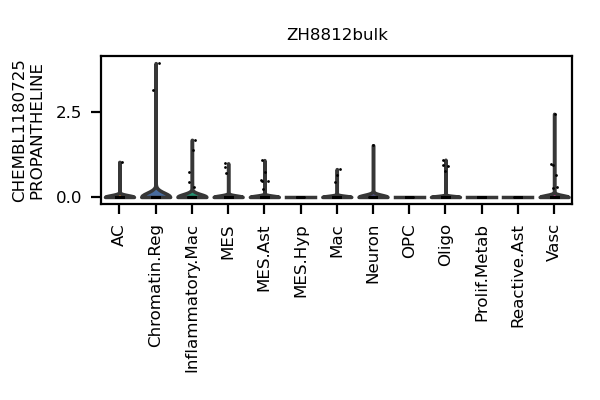 ZH8812bulk
CHEMBL1180725
PROPANTHELINE
2.5
0.0
AC
Chromatin.Reg
Inflammatory.Mac
MES
MES.Ast
MES.Hyp
Mac
Neuron
OPC
Oligo
Prolif.Metab
Reactive.Ast
Vasc